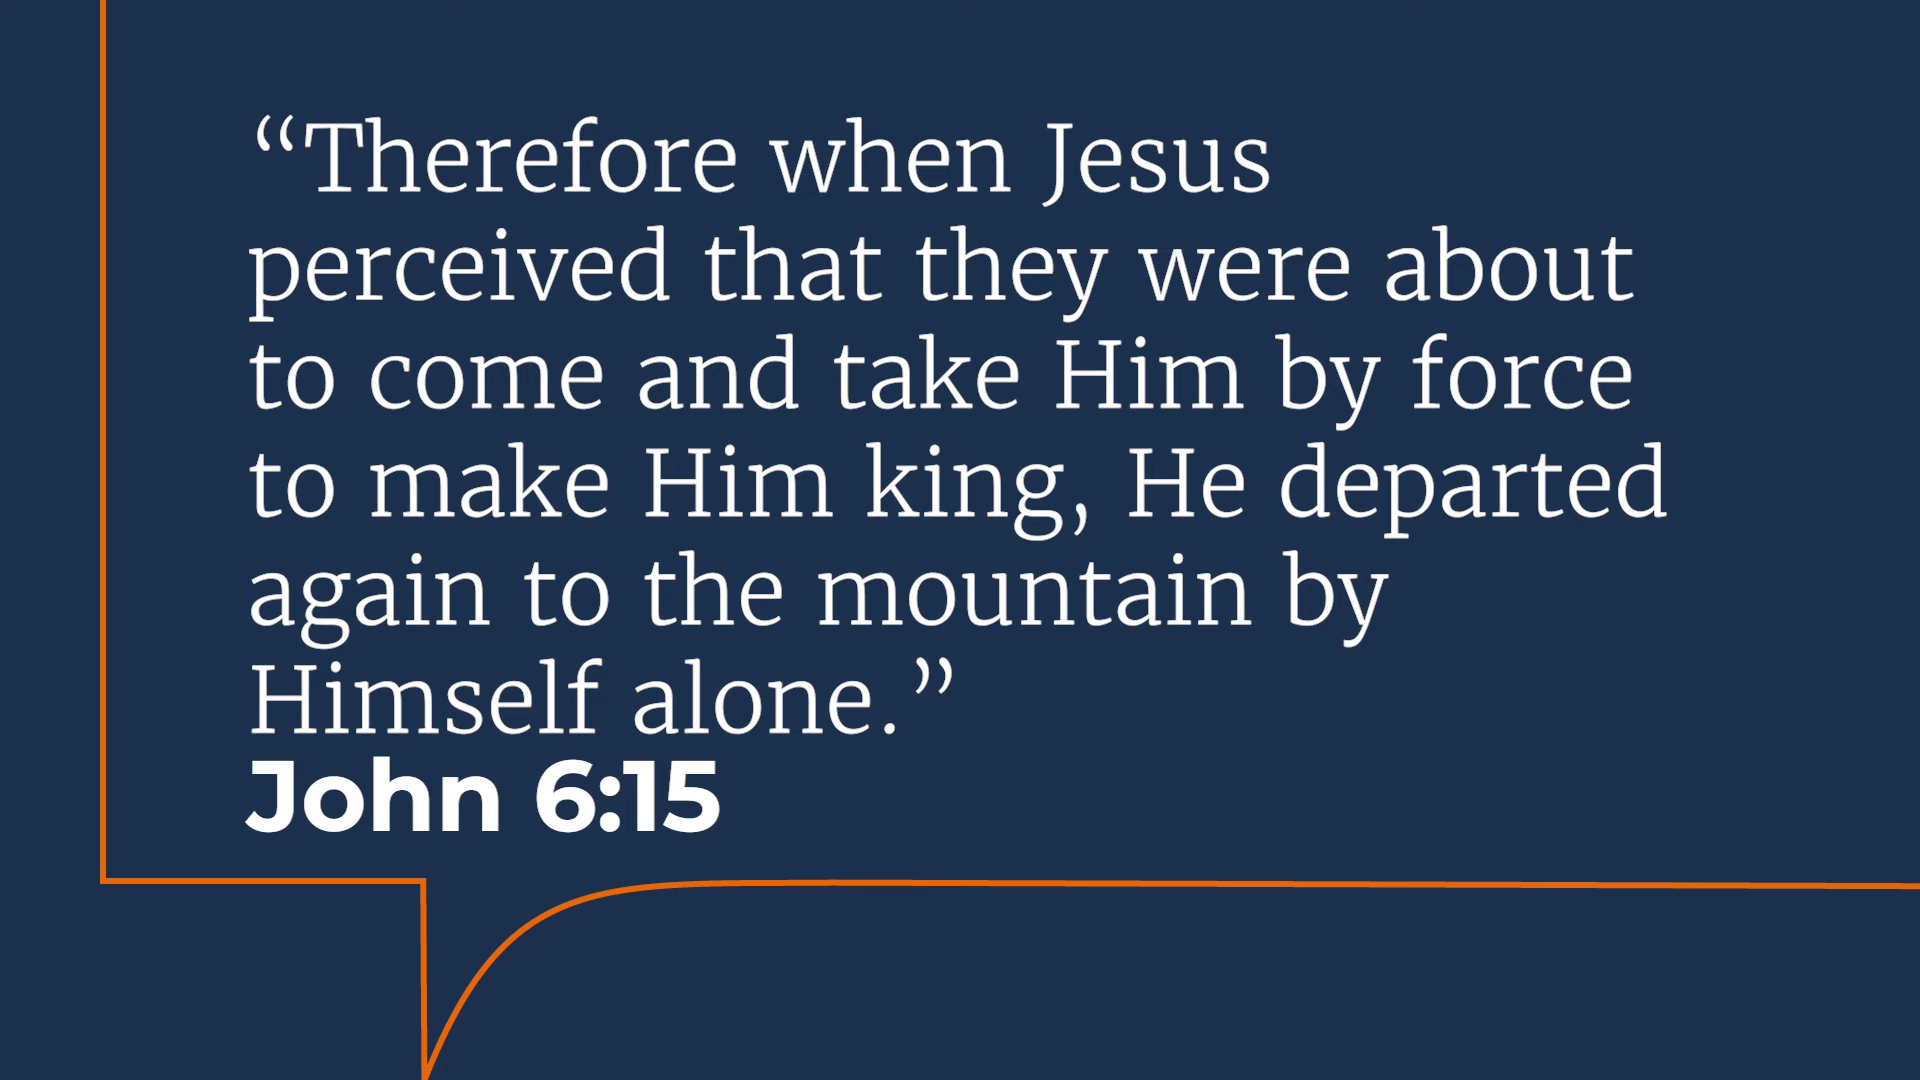 “Therefore when Jesus
perceived that they were about
to come and take Him by force
to make Him king, He departed
again to the mountain by
Himself alone.”
John 6:15